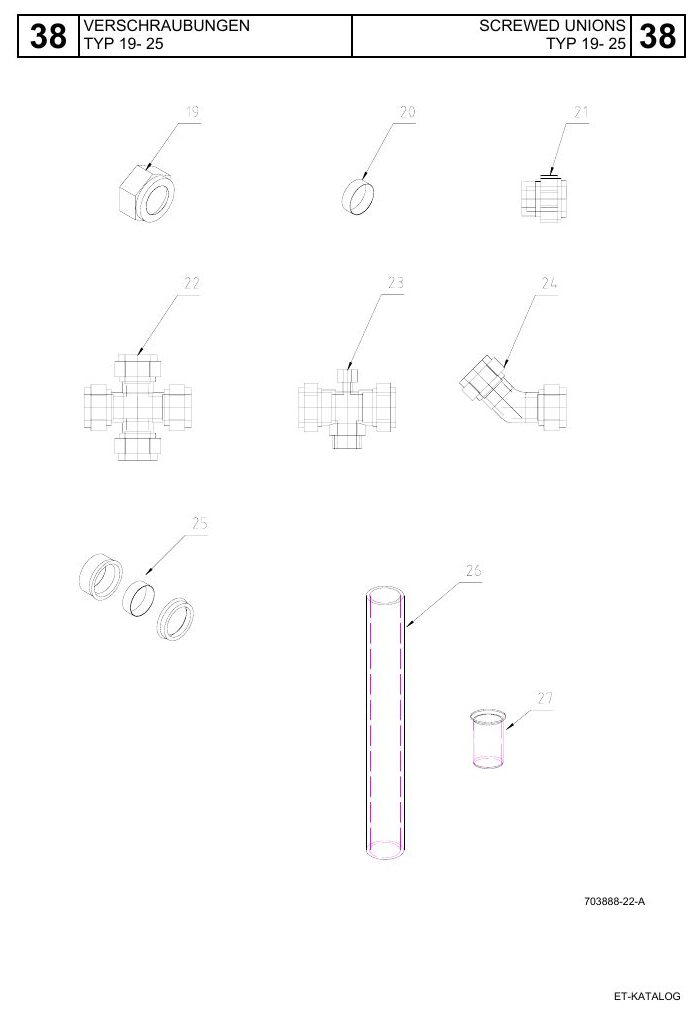 38
VERSCHRAUBUNGEN
TYP 19- 25
SCREWED UNIONS
TYP 19- 25
38
19
20
21
22
23
24
25
26
27
703888-22-A
ET-KATALOG